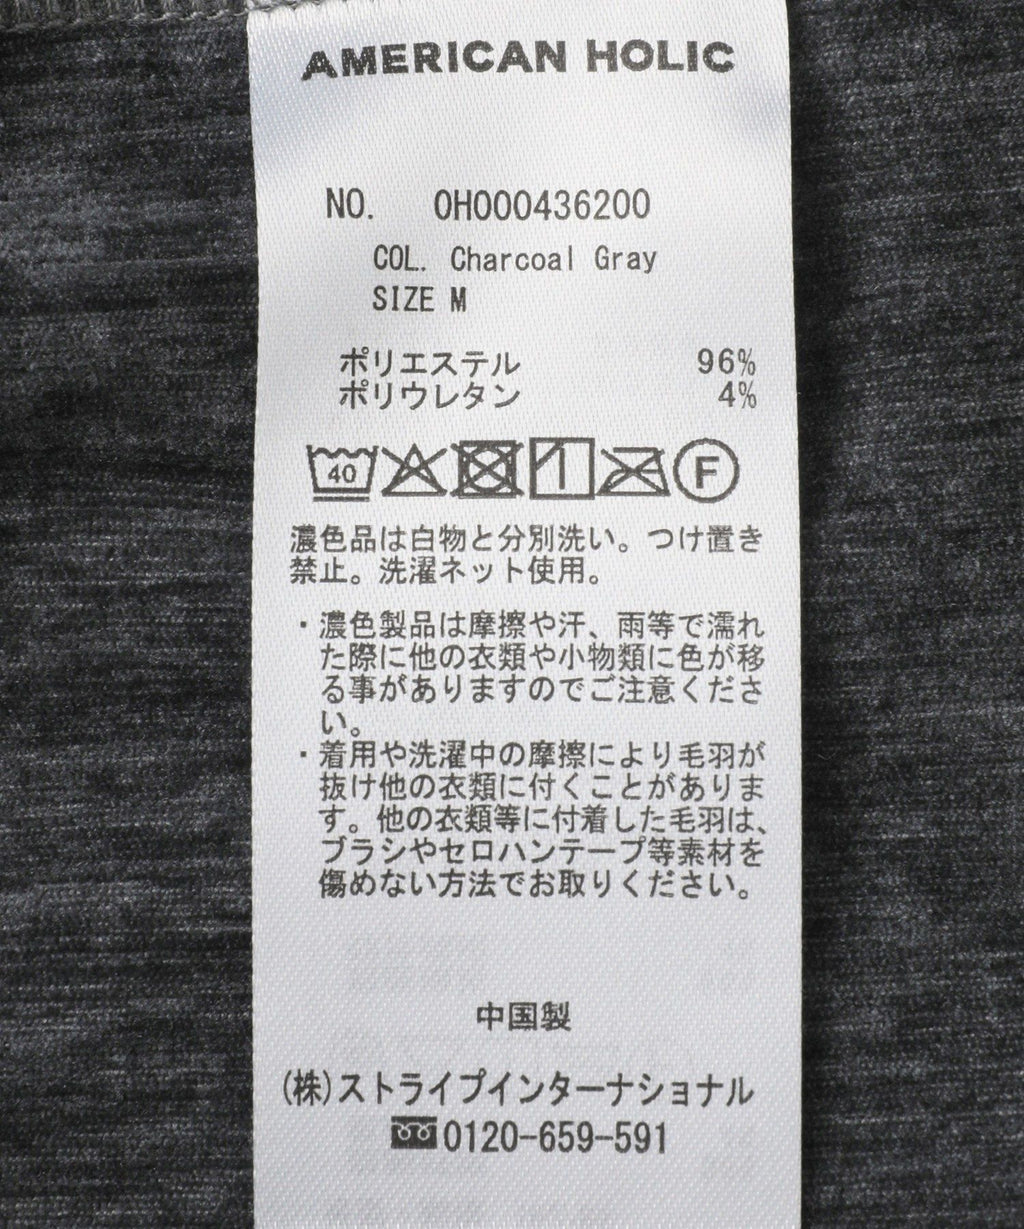 AMERICAN HOLIC
NO. OH000436200
COL. Charcoal Gray
SIZE M
ポリエステル 96%
ポリウレタン 4%
40 F
濃色品は白物と分別洗い。つけ置き
禁止。洗濯ネット使用。
・濃色製品は摩擦や汗、雨等で濡れ
た際に他の衣類や小物類に色が移
る事がありますのでご注意くださ
い。
・着用や洗濯中の摩擦により毛羽が
抜け他の衣類に付くことがありま
す。他の衣類等に付着した毛羽は、
ブラシやセロハンテープ等素材を
傷めない方法でお取りください。
中国製
(株)ストライプインターナショナル
0120-659-591